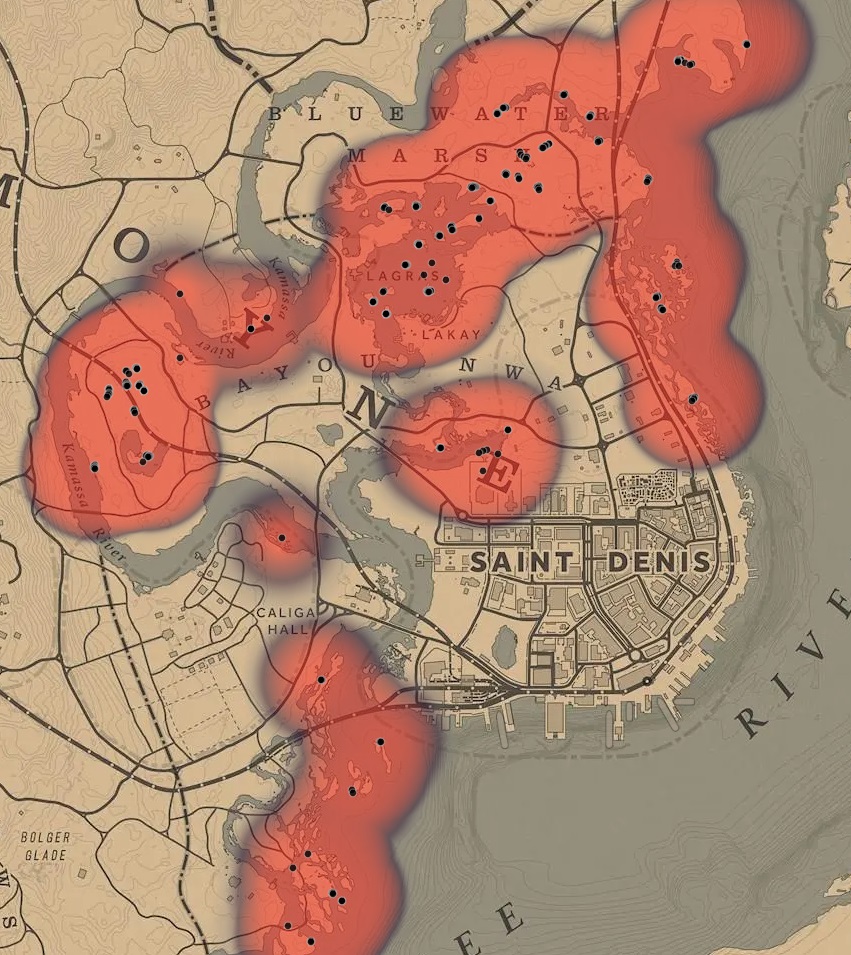 BLUEWATER
MARSH
O
Kamassa
River
LAGRAS
LAKAY
BAYOU NWA
N
E
Kamassa
River
SAINT DENIS
CALIGA
HALL
RIVE
BOLGER
GLADE
EE